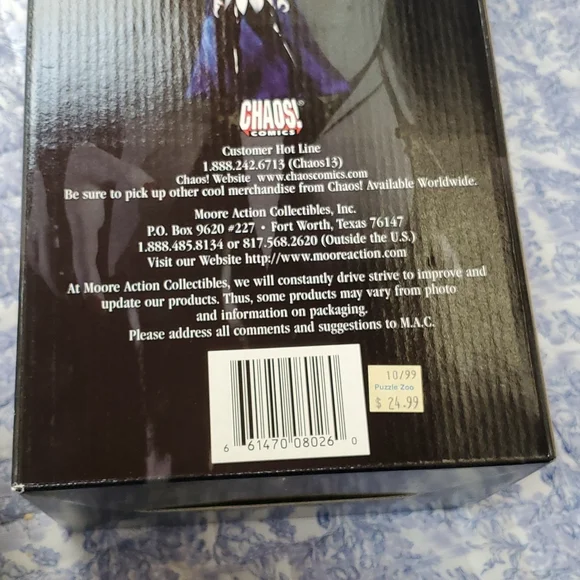 CHAOS!®
COMICS
Customer Hot Line
1.888.242.6713 (Chaos13)
Chaos! Website www.chaoscomics.com
Be sure to pick up other cool merchandise from Chaos! Available Worldwide.
Moore Action Collectibles, Inc.
P.O. Box 9620 #227 • Fort Worth, Texas 76147
1.888.485.8134 or 817.568.2620 (Outside the U.S.)
Visit our Website http://www.mooreaction.com
At Moore Action Collectibles, we will constantly drive strive to improve and
update our products. Thus, some products may vary from photo
and information on packaging.
Please address all comments and suggestions to M.A.C.
10/99
Puzzle Zoo
$ 24.99
6 61470 08026 0